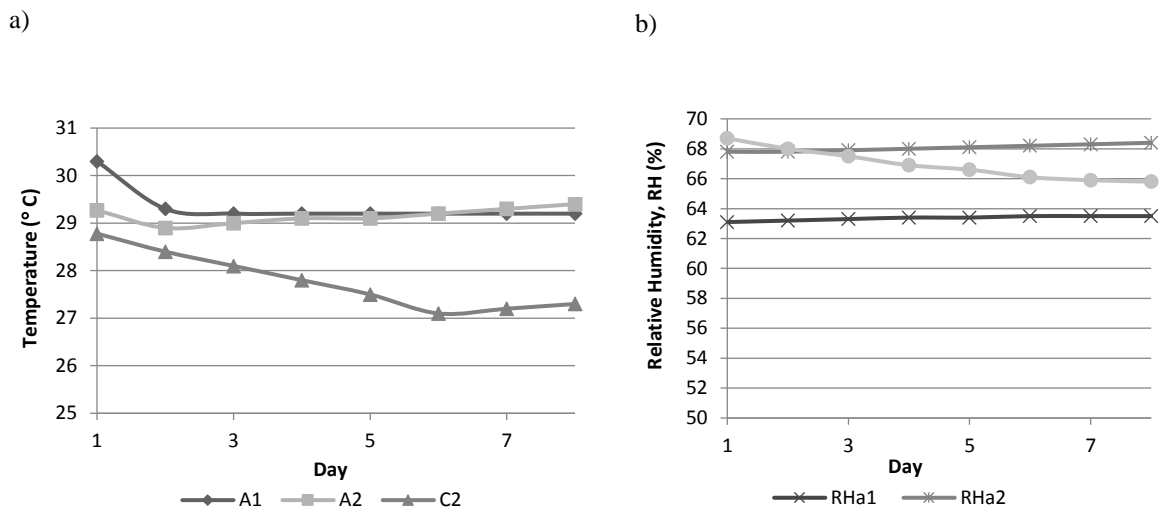 a)
b)
31
30
29
28
27
26
25
Temperature (° C)
1 3 5 7
Day
A1 A2 C2
70
68
66
64
62
60
58
56
54
52
50
Relative Humidity, RH (%)
1 3 5 7
Day
RHa1 RHa2